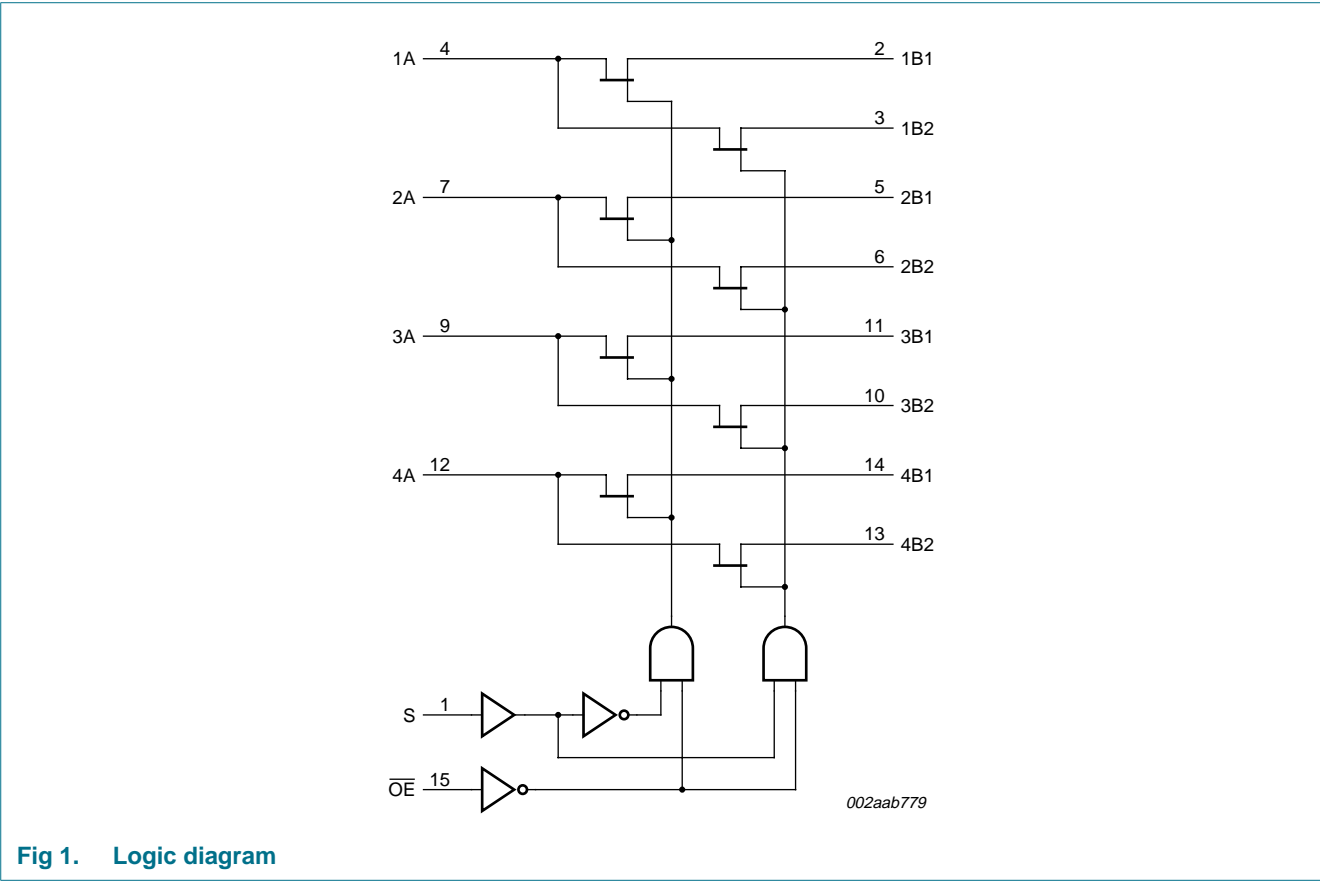 1A 4 2 1B1
3 1B2
2A 7 5 2B1
6 2B2
3A 9 11 3B1
10 3B2
4A 12 14 4B1
13 4B2
S 1
O̅E̅ 15
002aab779
Fig 1. Logic diagram